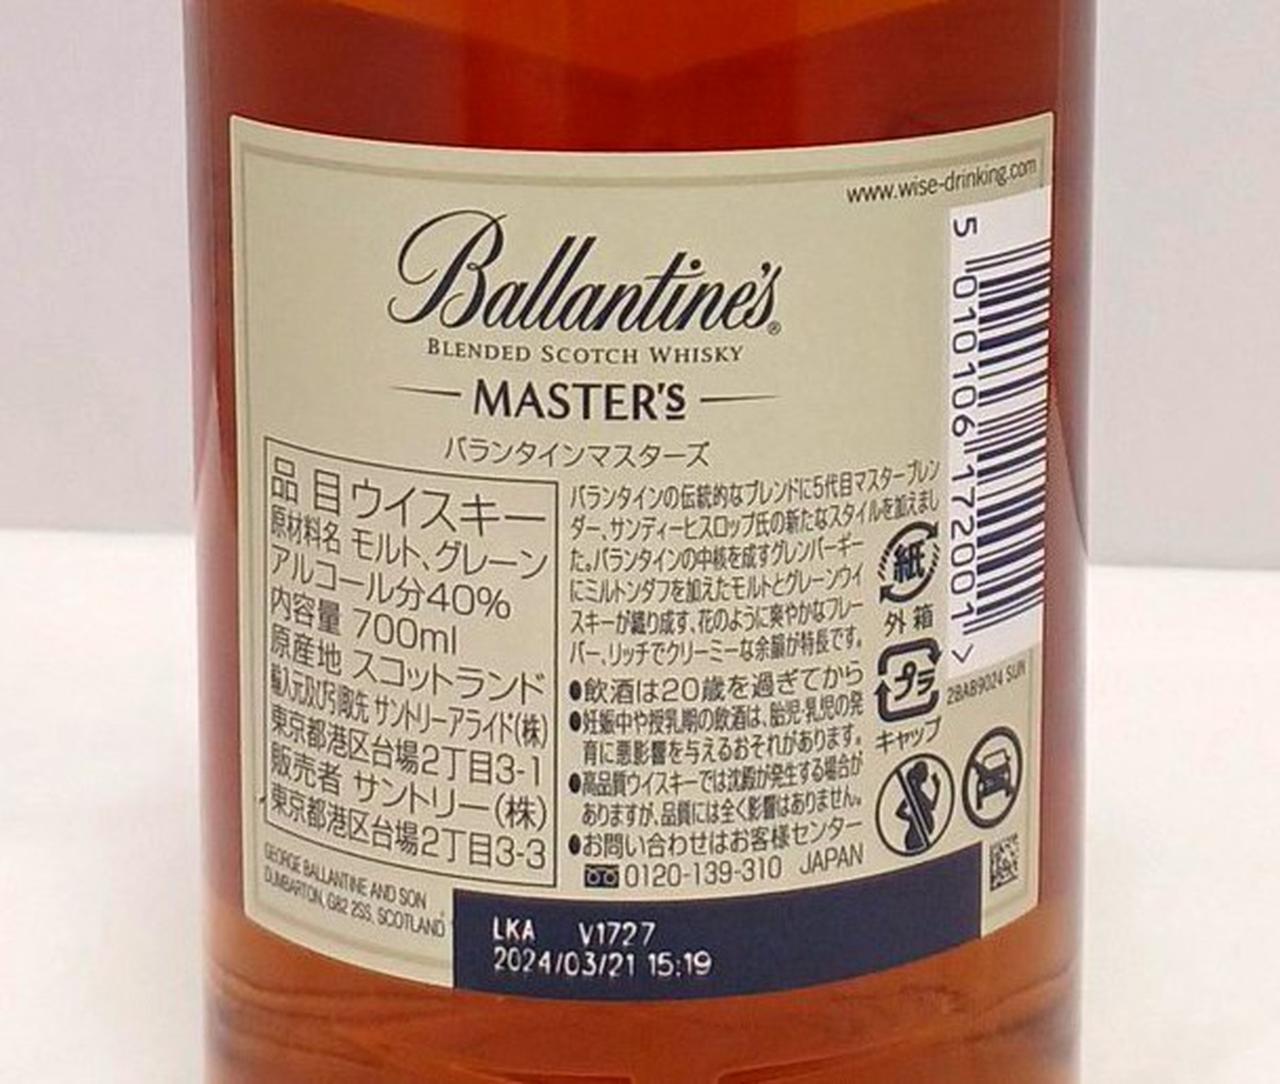 www.wise-drinking.com
Ballantine's®
BLENDED SCOTCH WHISKY
MASTER's
バランタインマスターズ
品目 ウイスキー
原材料名 モルト、グレーン
アルコール分40%
内容量 700ml
原産地 スコットランド
輸入元及び引取先 サントリーアライド(株)
東京都港区台場2丁目3-1
販売者 サントリー(株)
東京都港区台場2丁目3-3
バランタインの伝統的なブレンドに5代目マスターブレン
ダー、サンディーヒスロップ氏の新たなスタイルを加えまし
た。バランタインの中核を成すグレンバーギー
にミルトンダフを加えたモルトとグレーンウイ
スキーが織り成す、花のように爽やかなフレー
バー、リッチでクリーミーな余韻が特長です。
●飲酒は20歳を過ぎてから
●妊娠中や授乳期の飲酒は、胎児・乳児の発
育に悪影響を与えるおそれがあります。
●高品質ウイスキーでは沈殿が発生する場合が
ありますが、品質には全く影響はありません。
●お問い合わせはお客様センター
0120-139-310 JAPAN
紙
外箱
プラ
キャップ
5 010106 172001 >
2BAB9024 SUN
GEORGE BALLANTINE AND SON
DUMBARTON, G82 2SS, SCOTLAND
LKA V1727
2024/03/21 15:19